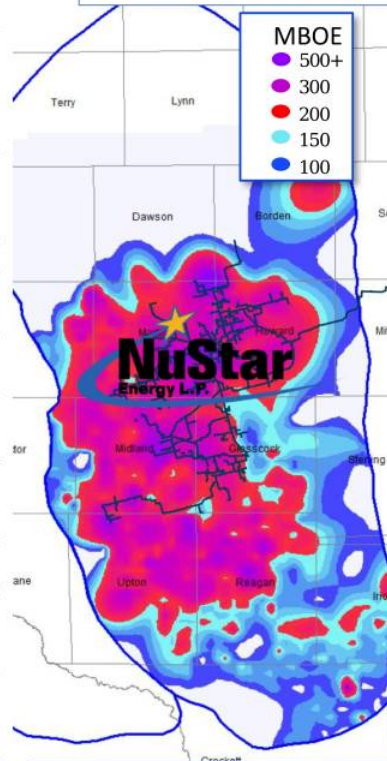 MBOE
500+
300
200
150
100
Terry
Lynn
Dawson
Borden
Howard
NuStar
Energy L.P.
Midland
Glasscock
Sterling
Upton
Reagan
Crockett